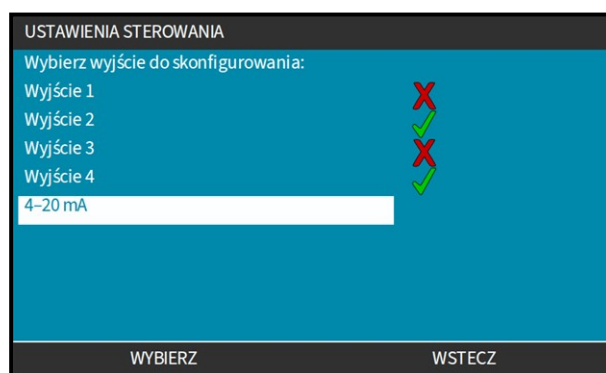 USTAWIENIA STEROWANIA
Wybierz wyjście do skonfigurowania:
Wyjście 1
Wyjście 2
Wyjście 3
Wyjście 4
4–20 mA
WYBIERZ WSTECZ